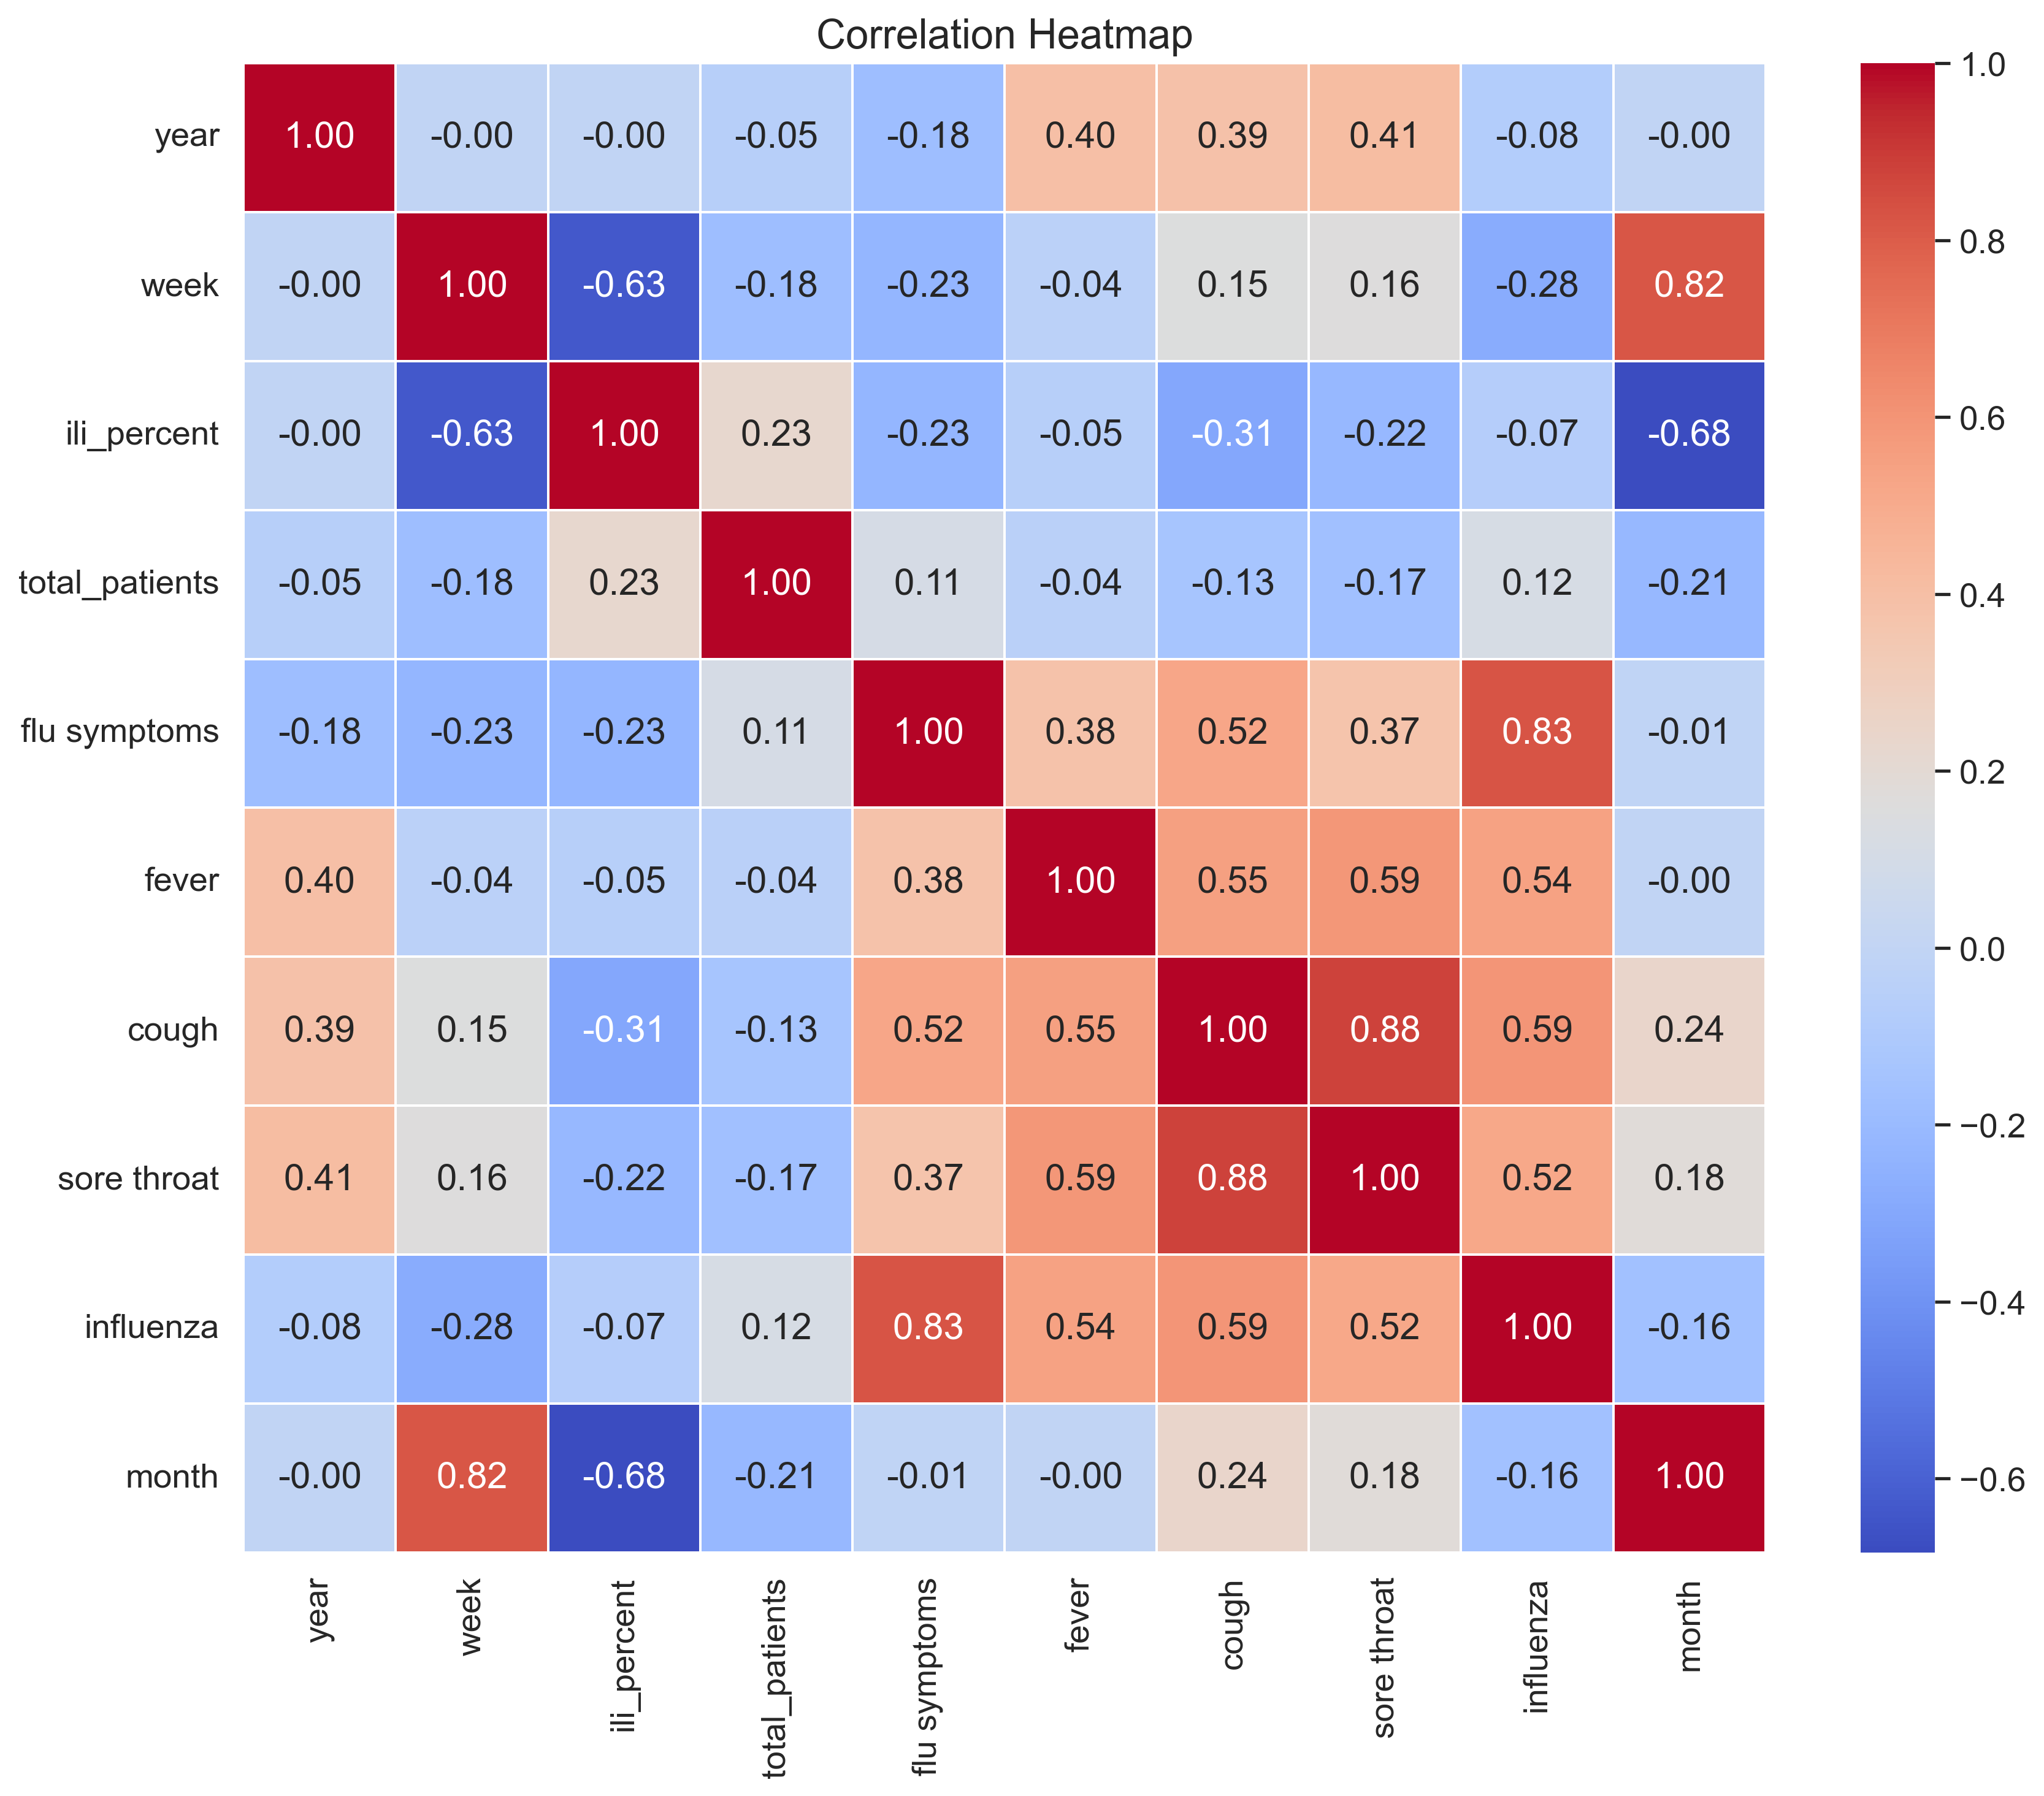 Correlation Heatmap
year 1.00 -0.00 -0.00 -0.05 -0.18 0.40 0.39 0.41 -0.08 -0.00
week -0.00 1.00 -0.63 -0.18 -0.23 -0.04 0.15 0.16 -0.28 0.82
ili_percent -0.00 -0.63 1.00 0.23 -0.23 -0.05 -0.31 -0.22 -0.07 -0.68
total_patients -0.05 -0.18 0.23 1.00 0.11 -0.04 -0.13 -0.17 0.12 -0.21
flu symptoms -0.18 -0.23 -0.23 0.11 1.00 0.38 0.52 0.37 0.83 -0.01
fever 0.40 -0.04 -0.05 -0.04 0.38 1.00 0.55 0.59 0.54 -0.00
cough 0.39 0.15 -0.31 -0.13 0.52 0.55 1.00 0.88 0.59 0.24
sore throat 0.41 0.16 -0.22 -0.17 0.37 0.59 0.88 1.00 0.52 0.18
influenza -0.08 -0.28 -0.07 0.12 0.83 0.54 0.59 0.52 1.00 -0.16
month -0.00 0.82 -0.68 -0.21 -0.01 -0.00 0.24 0.18 -0.16 1.00
year
week
ili_percent
total_patients
flu symptoms
fever
cough
sore throat
influenza
month
1.0
0.8
0.6
0.4
0.2
0.0
−0.2
−0.4
−0.6